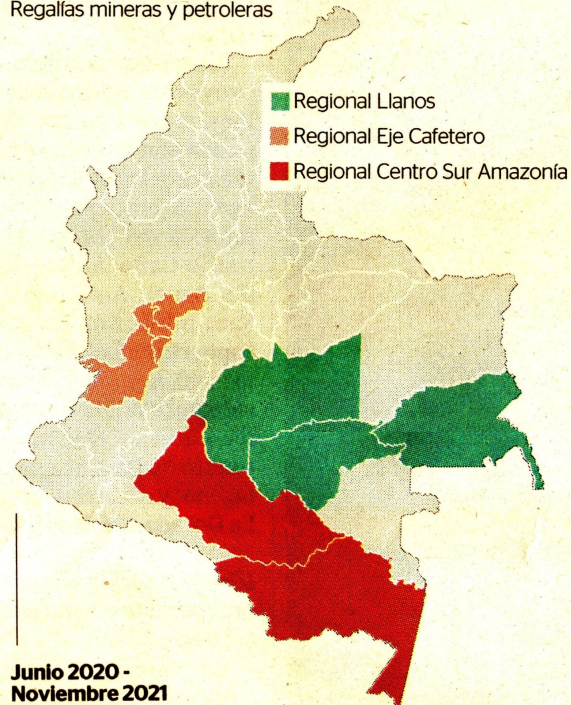 Regalías mineras y petroleras
Regional Llanos
Regional Eje Cafetero
Regional Centro Sur Amazonía
Junio 2020 -
Noviembre 2021